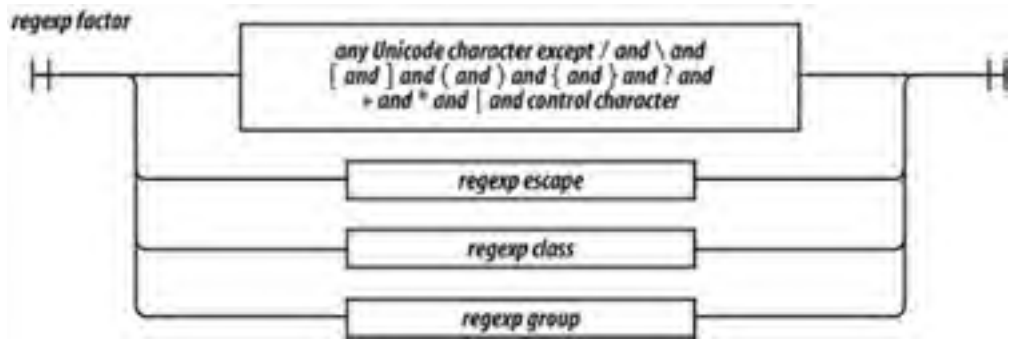 regexp factor
any Unicode character except / and \ and
[ and ] and ( and ) and { and } and ? and
+ and * and | and control character
regexp escape
regexp class
regexp group